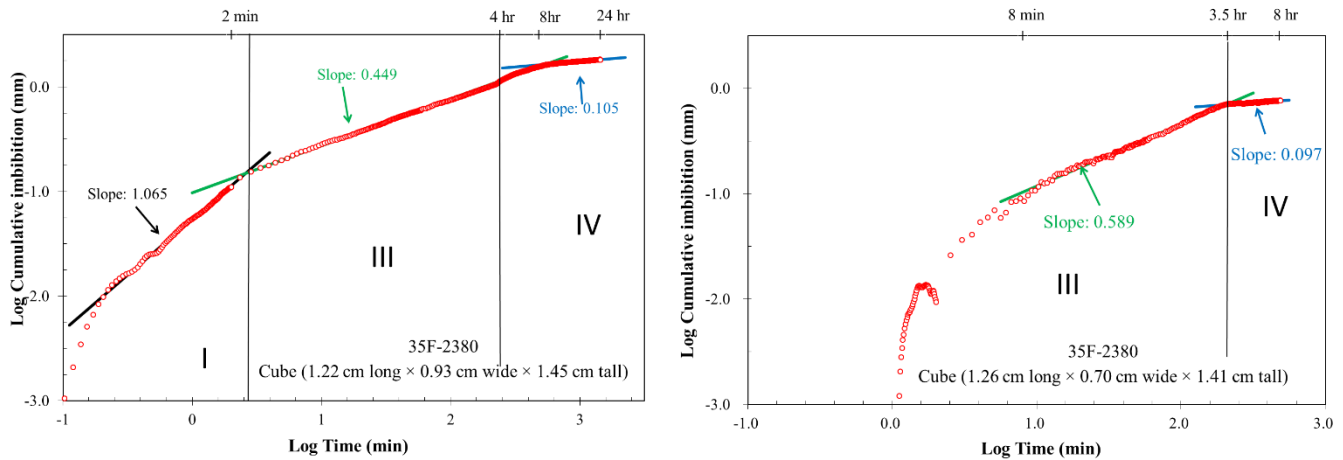 2 min
4 hr
8hr
24 hr
0.0
-1.0
-2.0
-3.0
Log Cumulative imbibition (mm)
Slope: 0.449
Slope: 0.105
Slope: 1.065
I
III
IV
35F-2380
Cube (1.22 cm long × 0.93 cm wide × 1.45 cm tall)
-1
0
1
2
3
Log Time (min)
8 min
3.5 hr
8 hr
0.0
-1.0
-2.0
-3.0
Log Cumulative imbibition (mm)
Slope: 0.097
Slope: 0.589
IV
III
35F-2380
Cube (1.26 cm long × 0.70 cm wide × 1.41 cm tall)
-1.0
0.0
1.0
2.0
3.0
Log Time (min)